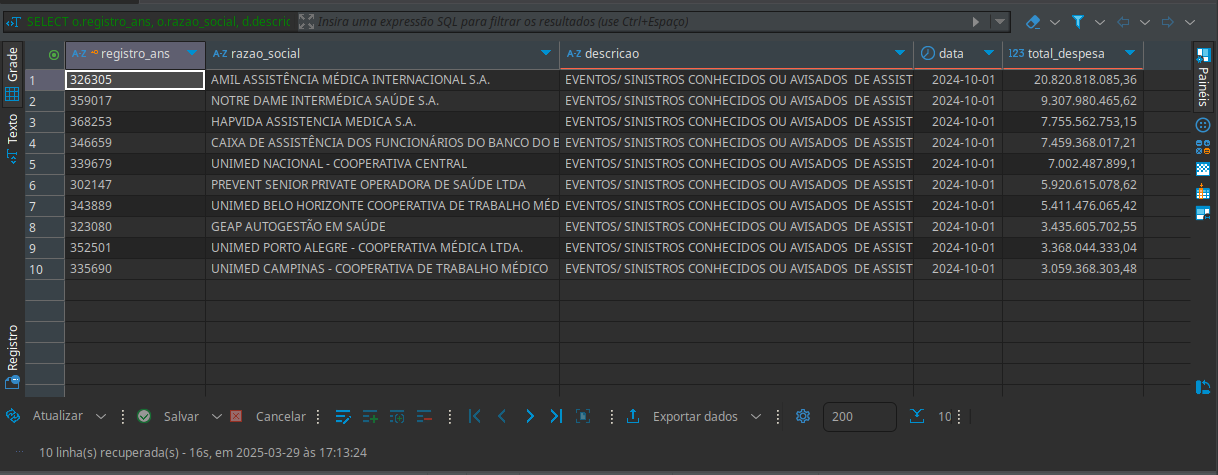 SELECT o.registro_ans, o.razao_social, d.descric Insira uma expressão SQL para filtrar os resultados (use Ctrl+Espaço)
Grade
Texto
Registro
A-Z registro_ans A-Z razao_social A-Z descricao data 123 total_despesa
1 326305 AMIL ASSISTÊNCIA MÉDICA INTERNACIONAL S.A. EVENTOS/ SINISTROS CONHECIDOS OU AVISADOS DE ASSIST 2024-10-01 20.820.818.085,36
2 359017 NOTRE DAME INTERMÉDICA SAÚDE S.A. EVENTOS/ SINISTROS CONHECIDOS OU AVISADOS DE ASSIST 2024-10-01 9.307.980.465,62
3 368253 HAPVIDA ASSISTENCIA MEDICA S.A. EVENTOS/ SINISTROS CONHECIDOS OU AVISADOS DE ASSIST 2024-10-01 7.755.562.753,15
4 346659 CAIXA DE ASSISTÊNCIA DOS FUNCIONÁRIOS DO BANCO DO B EVENTOS/ SINISTROS CONHECIDOS OU AVISADOS DE ASSIST 2024-10-01 7.459.368.017,21
5 339679 UNIMED NACIONAL - COOPERATIVA CENTRAL EVENTOS/ SINISTROS CONHECIDOS OU AVISADOS DE ASSIST 2024-10-01 7.002.487.899,1
6 302147 PREVENT SENIOR PRIVATE OPERADORA DE SAÚDE LTDA EVENTOS/ SINISTROS CONHECIDOS OU AVISADOS DE ASSIST 2024-10-01 5.920.615.078,62
7 343889 UNIMED BELO HORIZONTE COOPERATIVA DE TRABALHO MÉD EVENTOS/ SINISTROS CONHECIDOS OU AVISADOS DE ASSIST 2024-10-01 5.411.476.065,42
8 323080 GEAP AUTOGESTÃO EM SAÚDE EVENTOS/ SINISTROS CONHECIDOS OU AVISADOS DE ASSIST 2024-10-01 3.435.605.702,55
9 352501 UNIMED PORTO ALEGRE - COOPERATIVA MÉDICA LTDA. EVENTOS/ SINISTROS CONHECIDOS OU AVISADOS DE ASSIST 2024-10-01 3.368.044.333,04
10 335690 UNIMED CAMPINAS - COOPERATIVA DE TRABALHO MÉDICO EVENTOS/ SINISTROS CONHECIDOS OU AVISADOS DE ASSIST 2024-10-01 3.059.368.303,48
Painéis
Atualizar Salvar Cancelar Exportar dados 200 10
10 linha(s) recuperada(s) - 16s, em 2025-03-29 às 17:13:24